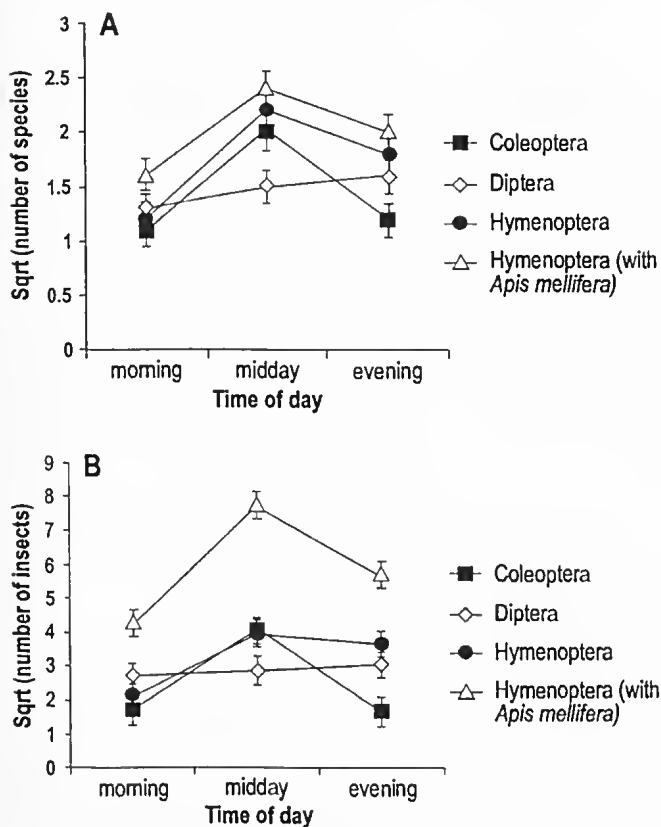 A
Sqrt (number of species)
3
2.5
2
1.5
1
0.5
0
morning
midday
evening
Time of day
Coleoptera
Diptera
Hymenoptera
Hymenoptera (with
Apis mellifera)
B
Sqrt (number of insects)
9
8
7
6
5
4
3
2
1
0
morning
midday
evening
Time of day
Coleoptera
Diptera
Hymenoptera
Hymenoptera (with
Apis mellifera)